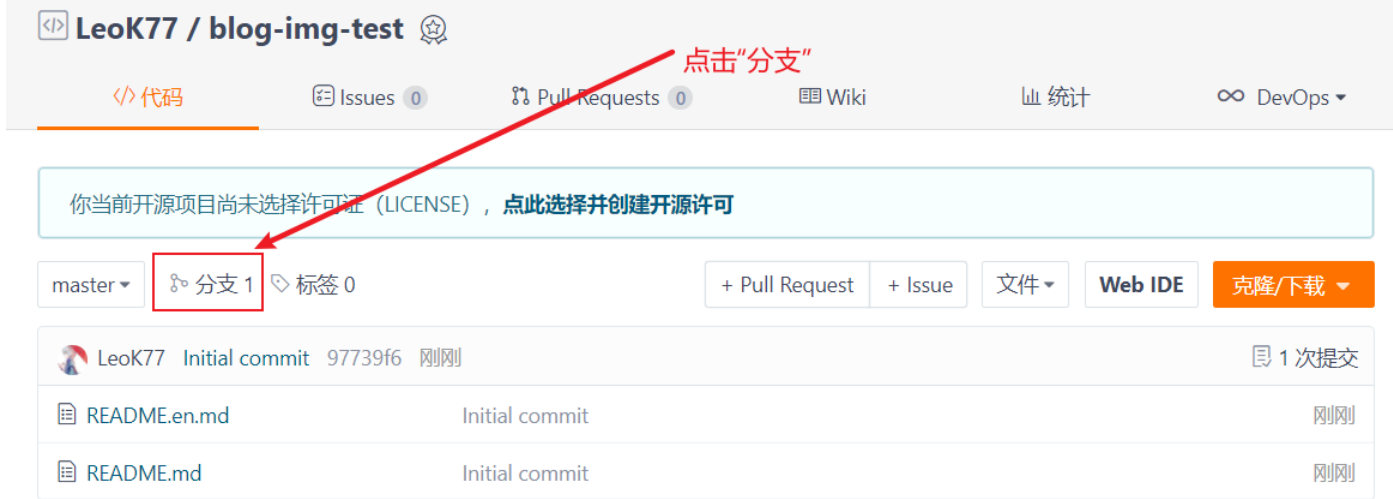 LeoK77 / blog-img-test
点击"分支"
代码 Issues 0 Pull Requests 0 Wiki 统计 DevOps
你当前开源项目尚未选择许可证（LICENSE），点此选择并创建开源许可
master 分支 1 标签 0 + Pull Request + Issue 文件 Web IDE 克隆/下载
LeoK77 Initial commit 97739f6 刚刚 1 次提交
README.en.md Initial commit 刚刚
README.md Initial commit 刚刚